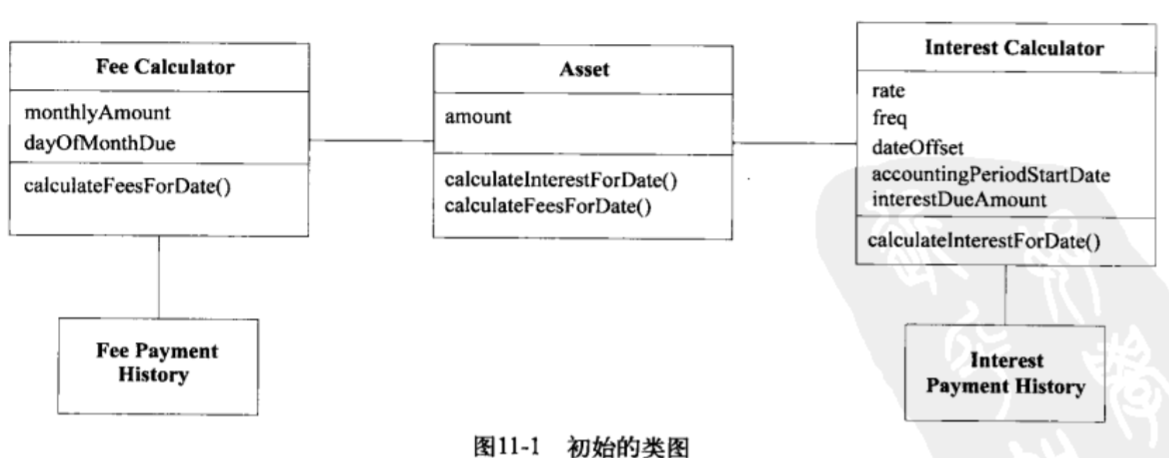 Fee Calculator
monthlyAmount
dayOfMonthDue
calculateFeesForDate()
Fee Payment
History
Asset
amount
calculateInterestForDate()
calculateFeesForDate()
Interest Calculator
rate
freq
dateOffset
accountingPeriodStartDate
interestDueAmount
calculateInterestForDate()
Interest
Payment History
图11-1 初始的类图